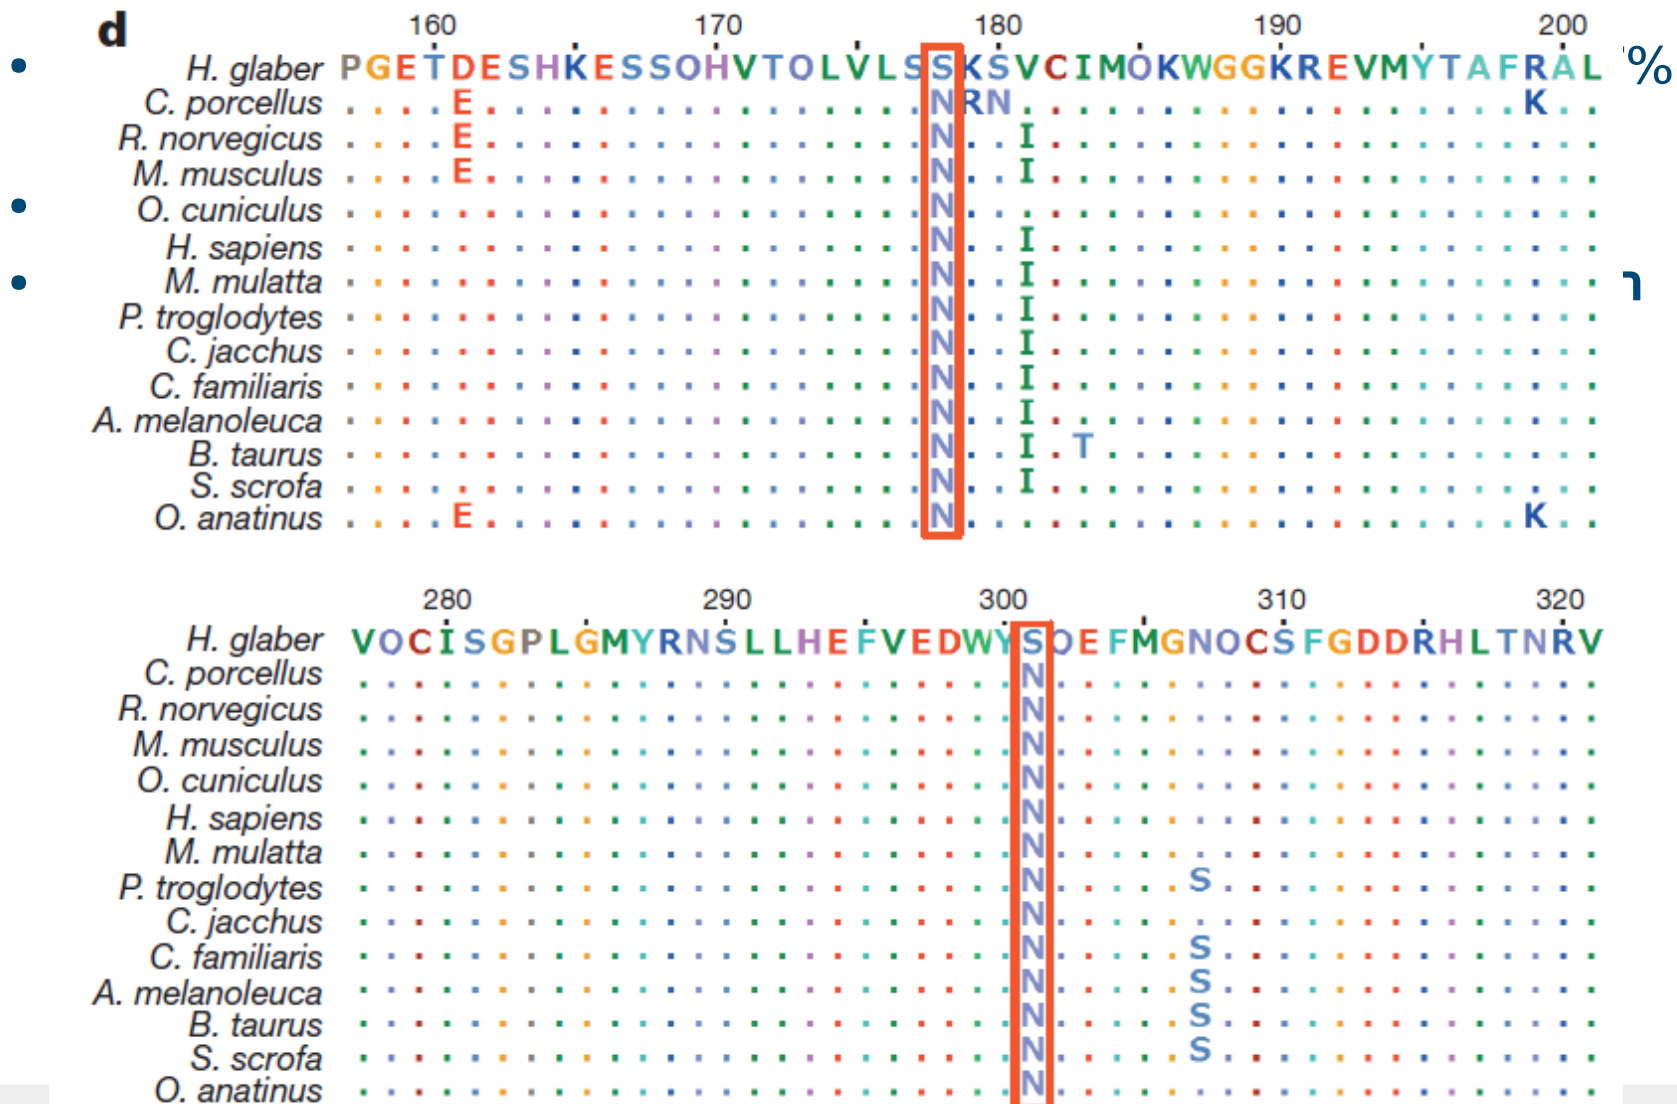 d
160 170 180 190 200
%
H. glaber PGETDESHKESSOHVTOLVLSSKSVCIMOKWGGKREVMYTAFRAL
C. porcellus ....E................NRN..................K..
R. norvegicus ....E................N..I....................
M. musculus ....E................N..I....................
O. cuniculus .....................N.......................
H. sapiens .....................N..I....................
M. mulatta .....................N..I....................
P. troglodytes .....................N..I....................
C. jacchus .....................N..I....................
C. familiaris .....................N..I....................
A. melanoleuca .....................N..I....................
B. taurus .....................N..I.T..................
S. scrofa .....................N..I....................
O. anatinus ....E................N....................K..
280 290 300 310 320
H. glaber VOCISGPLGMYRNSLLHEFVEDWYSOEFMGNOCSFGDDRHLTNRV
C. porcellus ........................N....................
R. norvegicus ........................N....................
M. musculus ........................N....................
O. cuniculus ........................N....................
H. sapiens ........................N....................
M. mulatta ........................N....................
P. troglodytes ........................N.....S..............
C. jacchus ........................N....................
C. familiaris ........................N.....S..............
A. melanoleuca ........................N.....S..............
B. taurus ........................N.....S..............
S. scrofa ........................N.....S..............
O. anatinus ........................N....................